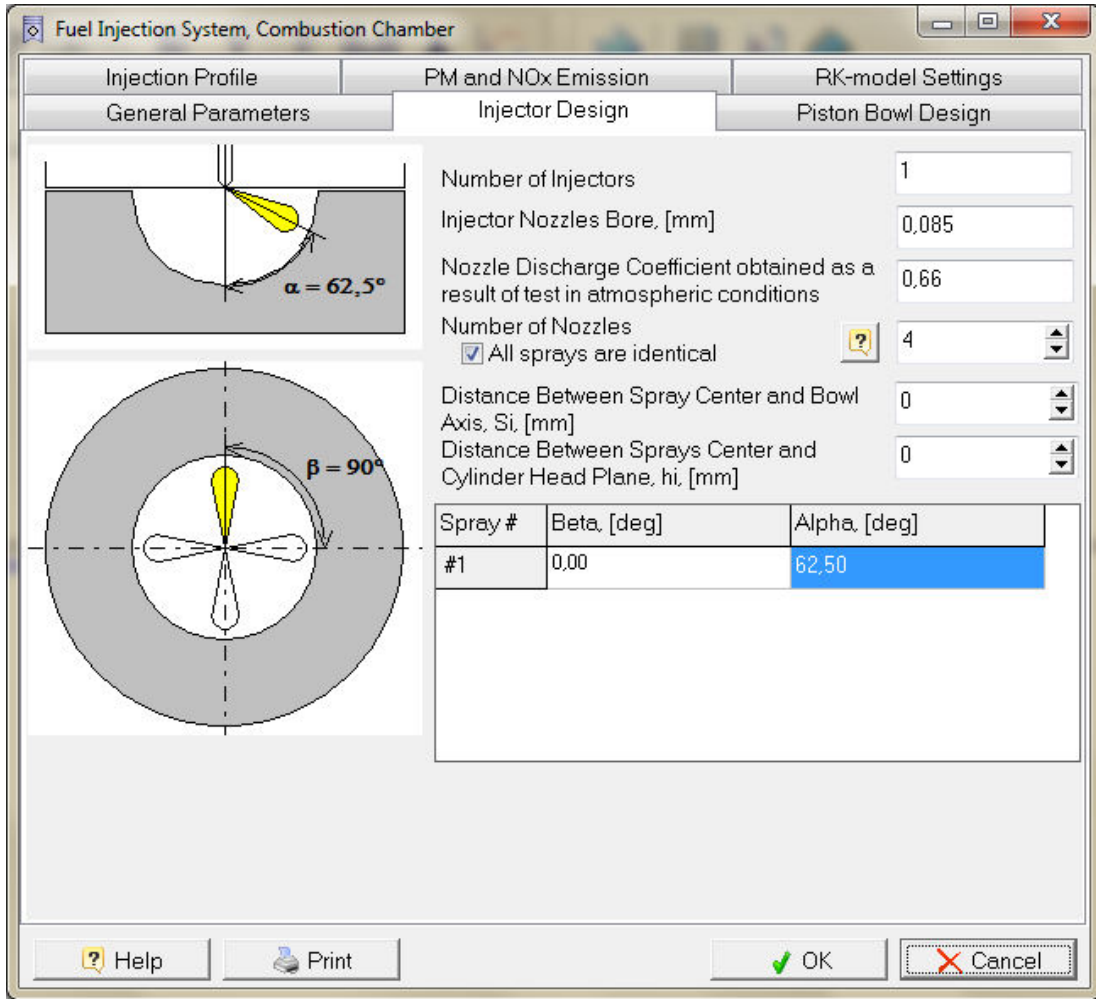 Fuel Injection System, Combustion Chamber
Injection Profile
PM and NOx Emission
RK-model Settings
General Parameters
Injector Design
Piston Bowl Design
α = 62,5°
β = 90°
Number of Injectors
1
Injector Nozzles Bore, [mm]
0,085
Nozzle Discharge Coefficient obtained as a
result of test in atmospheric conditions
0,66
Number of Nozzles
All sprays are identical
4
Distance Between Spray Center and Bowl
Axis, Si, [mm]
0
Distance Between Sprays Center and
Cylinder Head Plane, hi, [mm]
0
Spray # Beta, [deg] Alpha, [deg]
#1 0,00 62,50
Help
Print
OK
Cancel